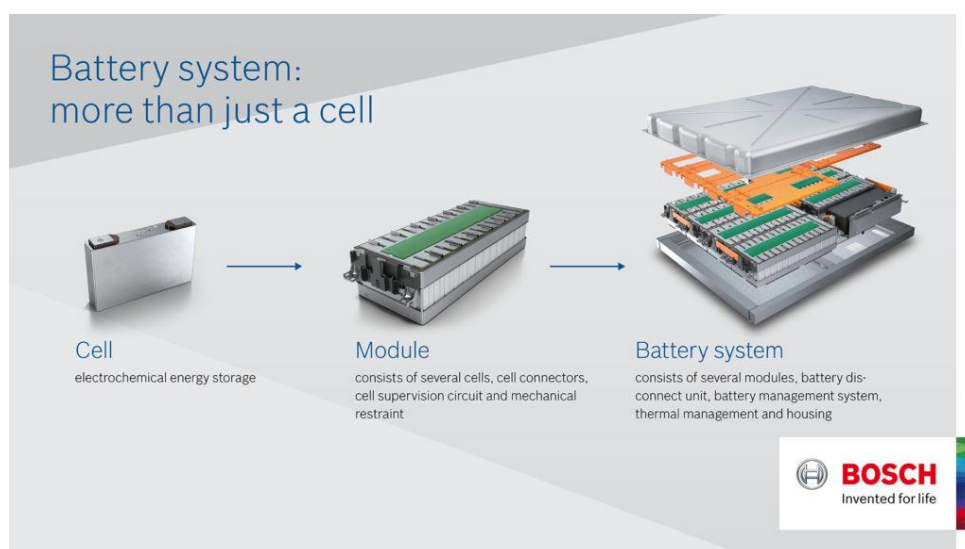 Battery system:
more than just a cell
Cell
electrochemical energy storage
Module
consists of several cells, cell connectors,
cell supervision circuit and mechanical
restraint
Battery system
consists of several modules, battery dis-
connect unit, battery management system,
thermal management and housing
BOSCH
Invented for life